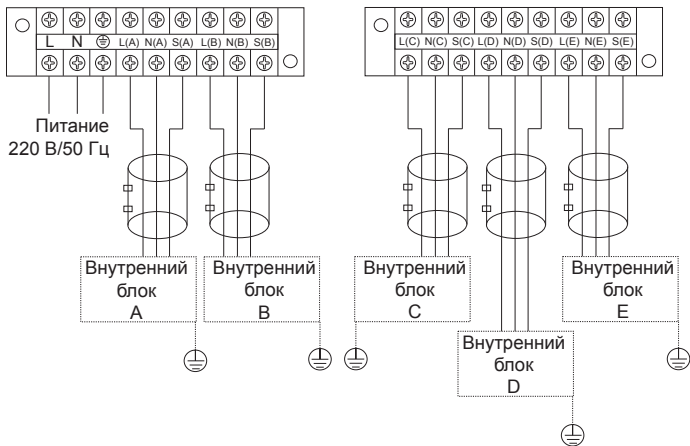 L N L(A) N(A) S(A) L(B) N(B) S(B)
L(C) N(C) S(C) L(D) N(D) S(D) L(E) N(E) S(E)
Питание
220 В/50 Гц
Внутренний
блок
A
Внутренний
блок
B
Внутренний
блок
C
Внутренний
блок
D
Внутренний
блок
E